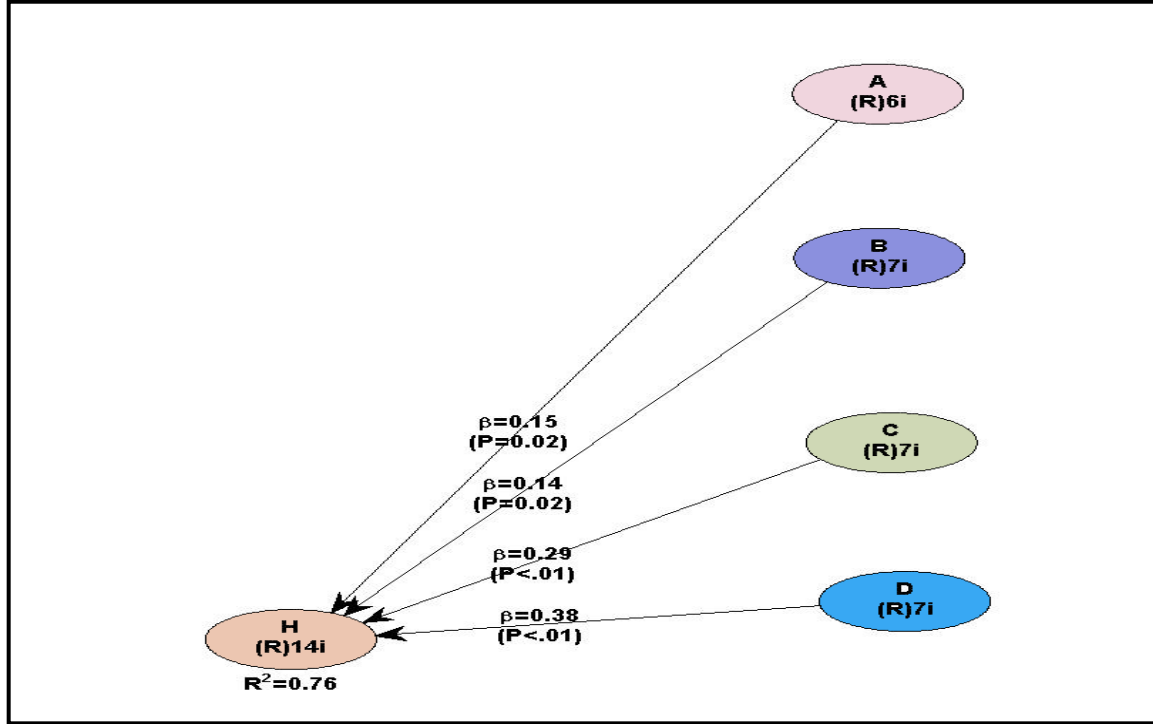 A
(R)6i
B
(R)7i
C
(R)7i
β=0.15
(P=0.02)
β=0.14
(P=0.02)
β=0.29
(P<.01)
D
(R)7i
β=0.38
(P<.01)
H
(R)14i
R²=0.76